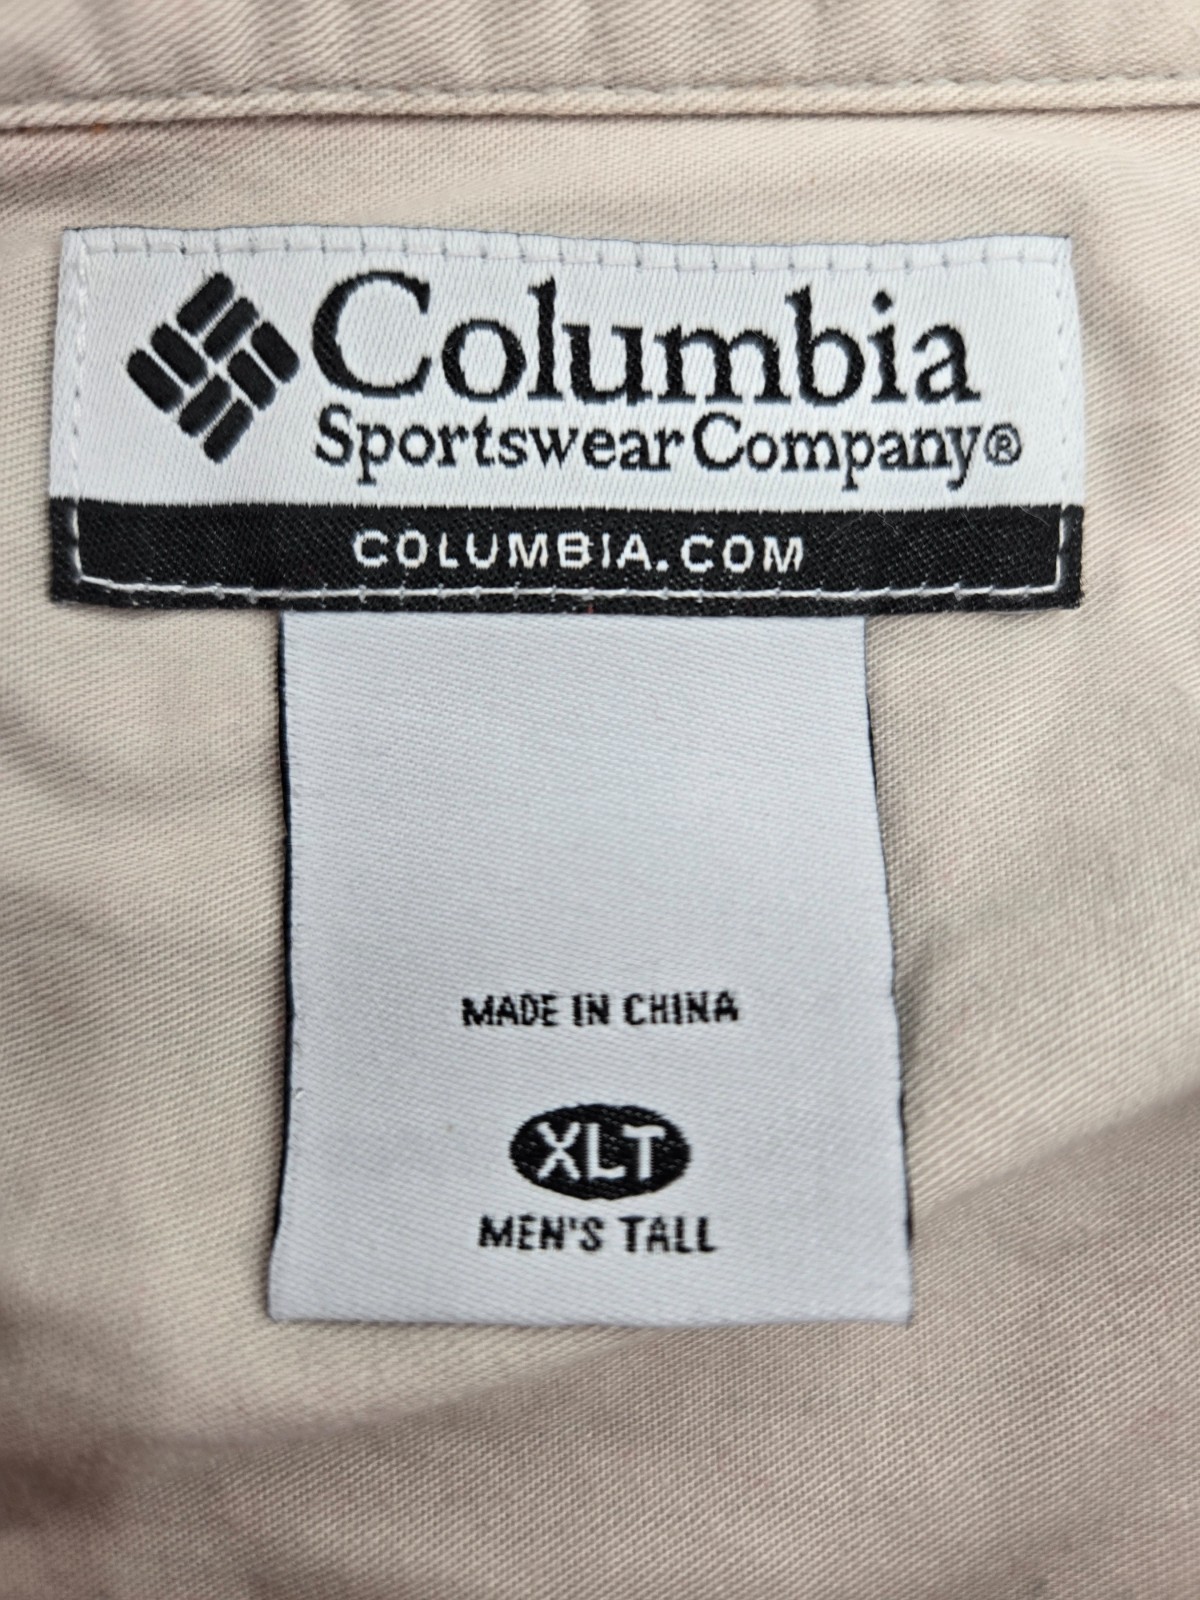 Columbia
Sportswear Company®
COLUMBIA.COM
MADE IN CHINA
XLT
MEN'S TALL